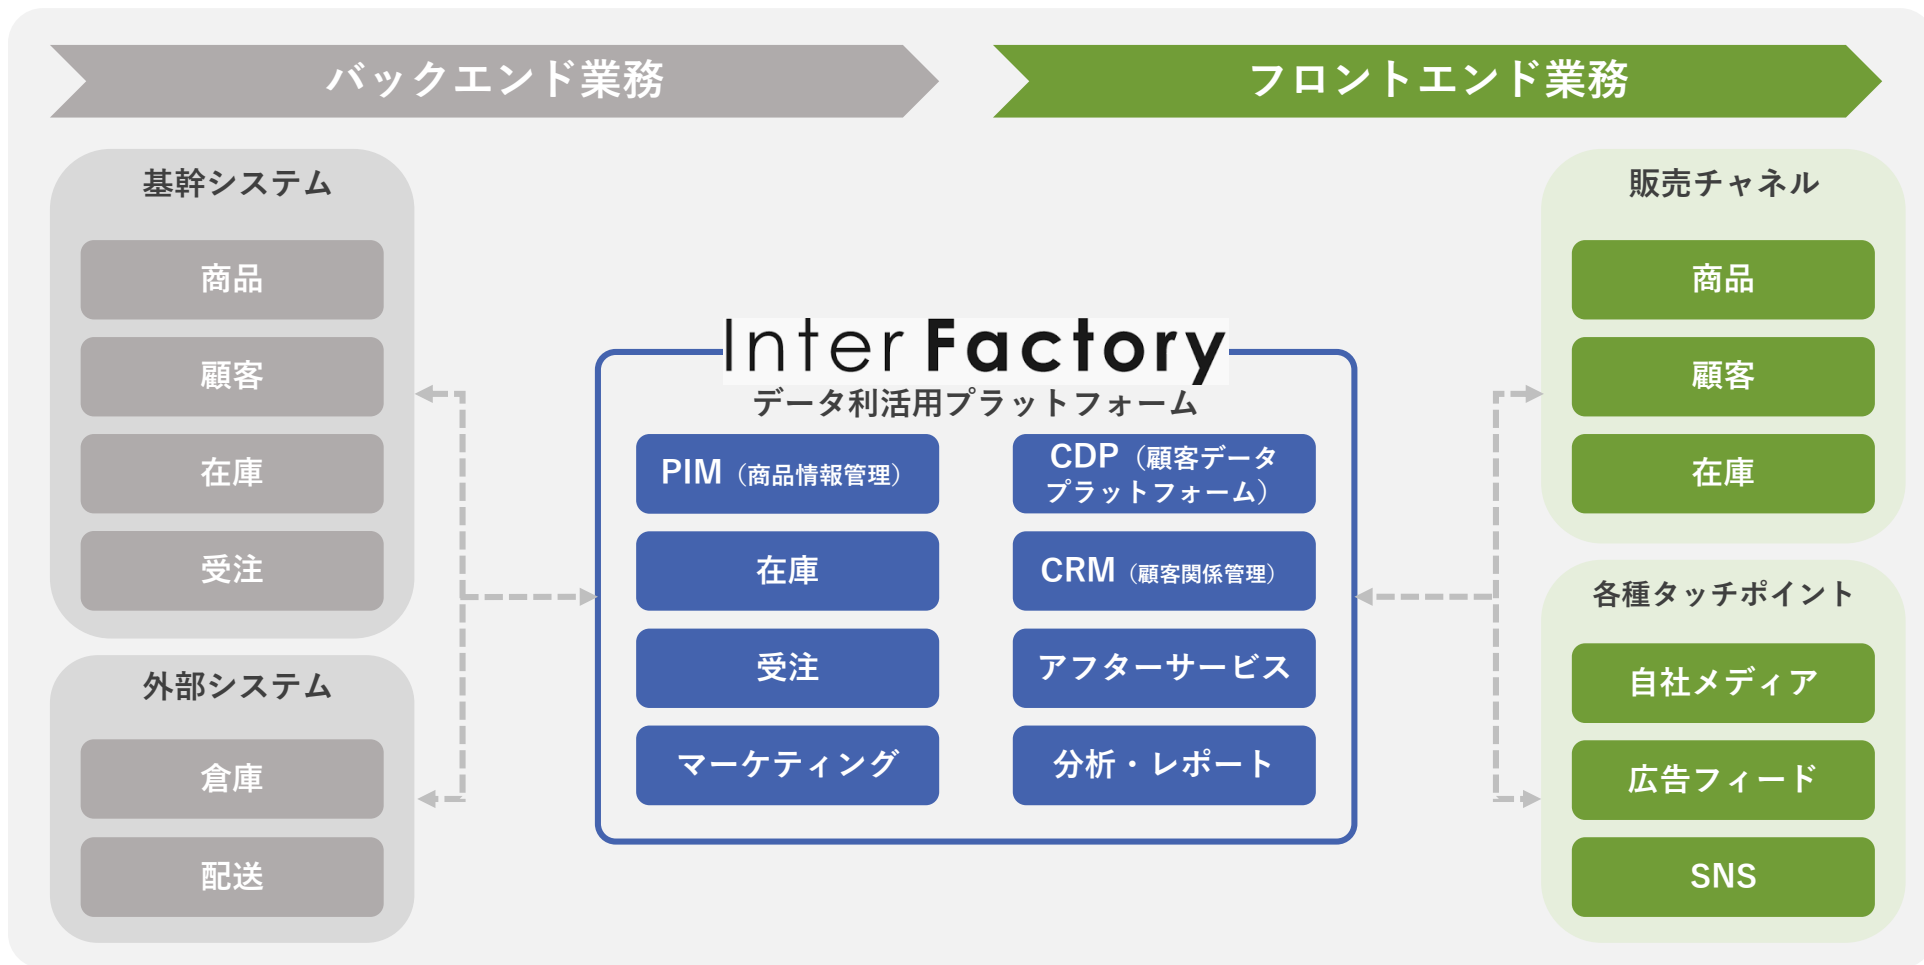 バックエンド業務
フロントエンド業務
基幹システム
商品
顧客
在庫
受注
外部システム
倉庫
配送
Inter Factory
データ利活用プラットフォーム
PIM（商品情報管理）
CDP（顧客データ
プラットフォーム）
在庫
CRM（顧客関係管理）
受注
アフターサービス
マーケティング
分析・レポート
販売チャネル
商品
顧客
在庫
各種タッチポイント
自社メディア
広告フィード
SNS